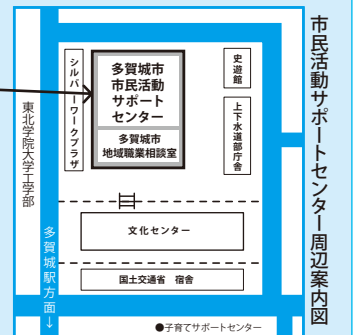 市民活動サポートセンター周辺案内図
史遊館
上下水道部庁舎
多賀城市
市民活動
サポート
センター
多賀城市
地域職業相談室
シルバーワークプラザ
東北学院大学工学部
多賀城駅方面→
文化センター
国土交通省 宿舎
●子育てサポートセンター